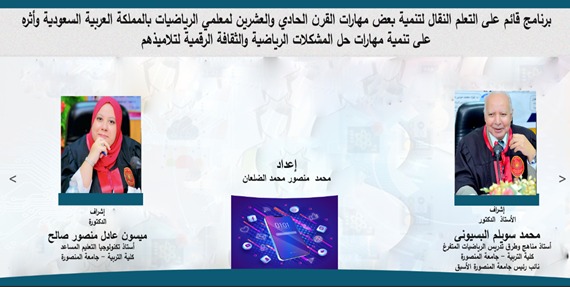 برنامج قائم على التعلم النقال لتنمية بعض مهارات القرن الحادي والعشرين لمعلمي الرياضيات بالمملكة العربية السعودية وأثره
على تنمية مهارات حل المشكلات الرياضية والثقافة الرقمية لتلاميذهم
إعداد
محمد منصور محمد الضلعان
إشراف
الأستاذ الدكتور
محمد سويلم البسيونى
أستاذ مناهج وطرق تدريس الرياضيات المتفرغ
كلية التربية - جامعة المنصورة
نائب رئيس جامعة المنصورة الأسبق
إشراف
الدكتورة
ميسون عادل منصور صالح
أستاذ تكنولوجيا التعليم المساعد
كلية التربية - جامعة المنصورة